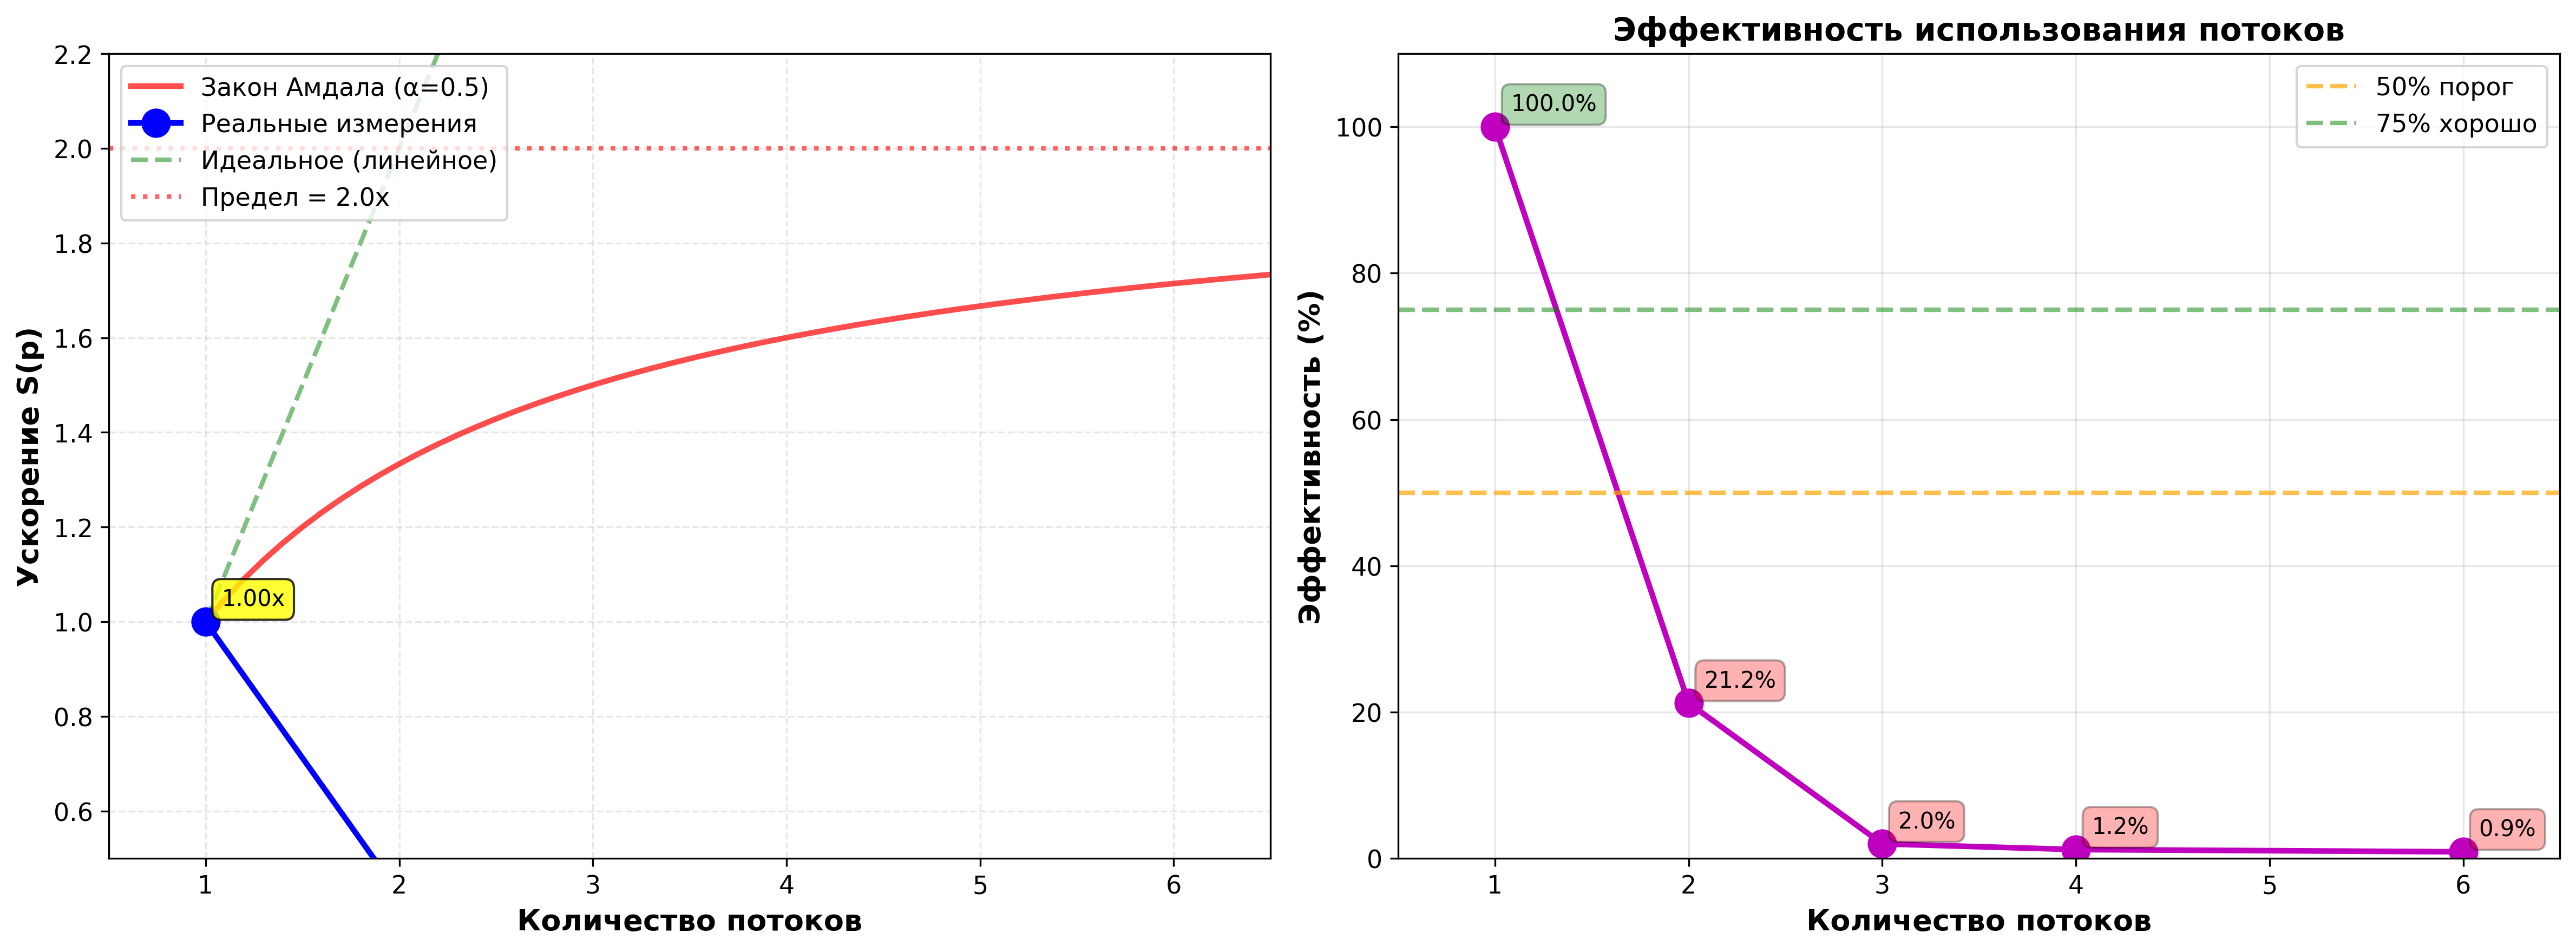 2.2
2.0
1.8
1.6
1.4
1.2
1.0
0.8
0.6
Ускорение S(p)
Закон Амдала (α=0.5)
Реальные измерения
Идеальное (линейное)
Предел = 2.0x
1.00x
1 2 3 4 5 6
Количество потоков
Эффективность использования потоков
100
80
60
40
20
0
Эффективность (%)
50% порог
75% хорошо
100.0%
21.2%
2.0%
1.2%
0.9%
1 2 3 4 5 6
Количество потоков